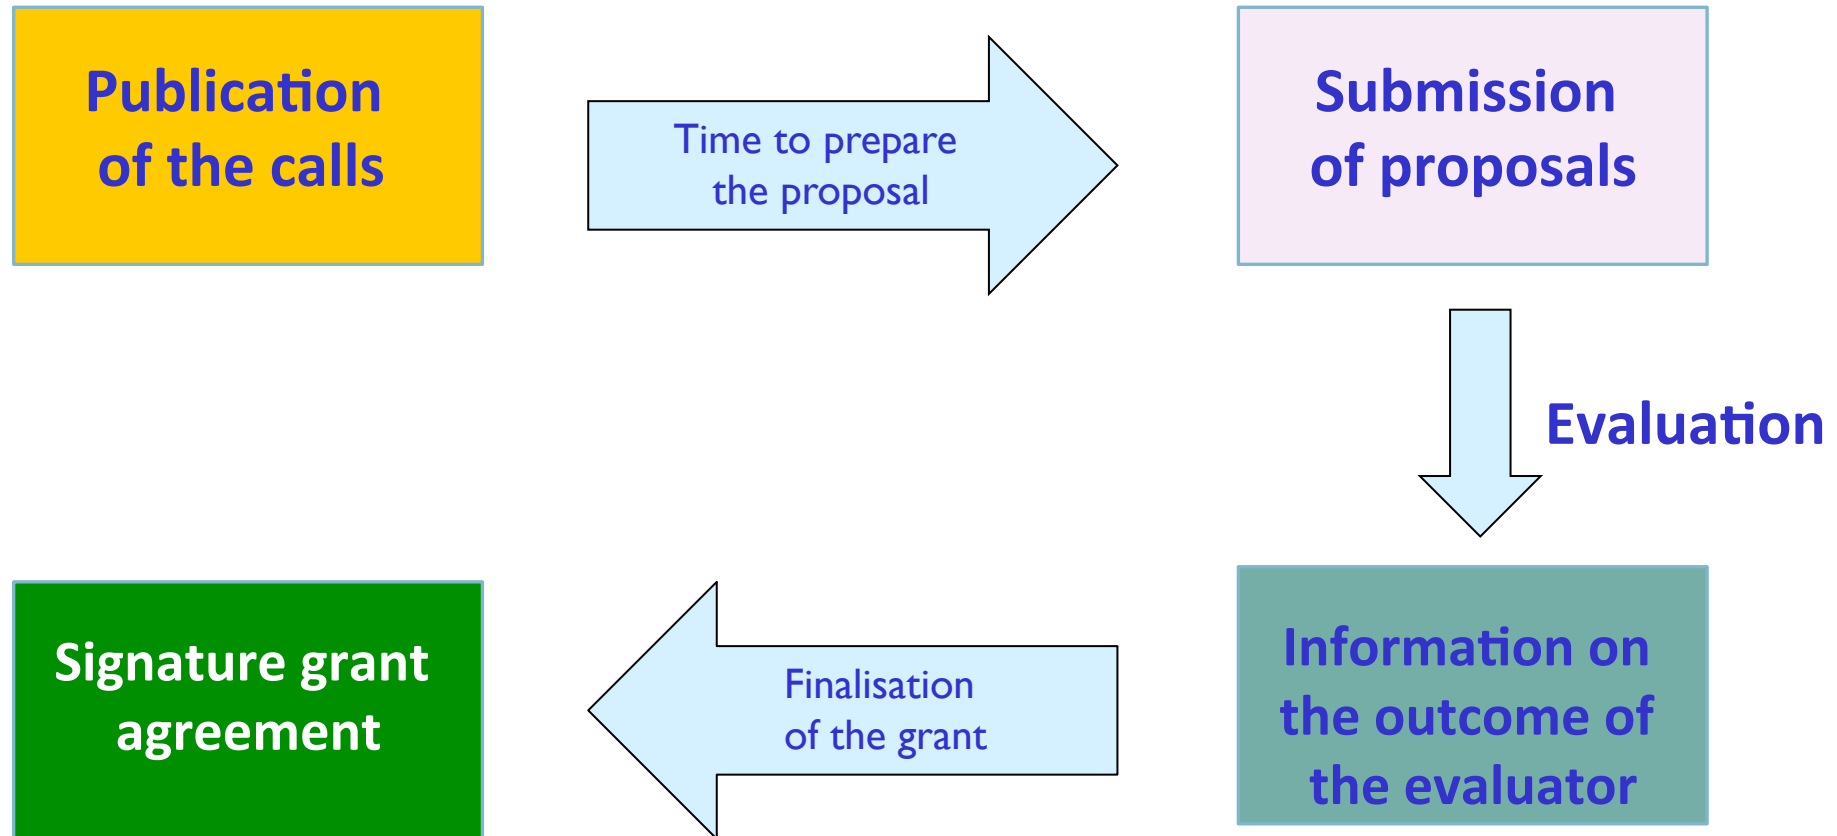 Publication
of the calls
Time to prepare
the proposal
Submission
of proposals
Evaluation
Information on
the outcome of
the evaluator
Finalisation
of the grant
Signature grant
agreement